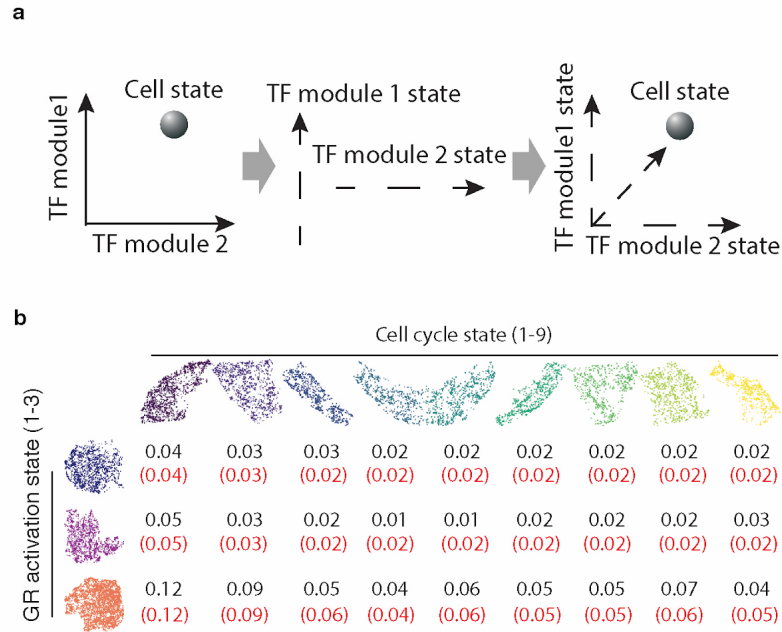 a
Cell state
TF module1
TF module 2
TF module 1 state
TF module 2 state
Cell state
TF module1 state
TF module 2 state
b
Cell cycle state (1-9)
GR activation state (1-3)
0.04 0.03 0.03 0.02 0.02 0.02 0.02 0.02 0.02
(0.04) (0.03) (0.02) (0.02) (0.02) (0.02) (0.02) (0.02) (0.02)
0.05 0.03 0.02 0.01 0.01 0.02 0.02 0.02 0.03
(0.05) (0.03) (0.02) (0.02) (0.02) (0.02) (0.02) (0.02) (0.02)
0.12 0.09 0.05 0.04 0.06 0.05 0.05 0.07 0.04
(0.12) (0.09) (0.06) (0.04) (0.06) (0.05) (0.05) (0.06) (0.05)